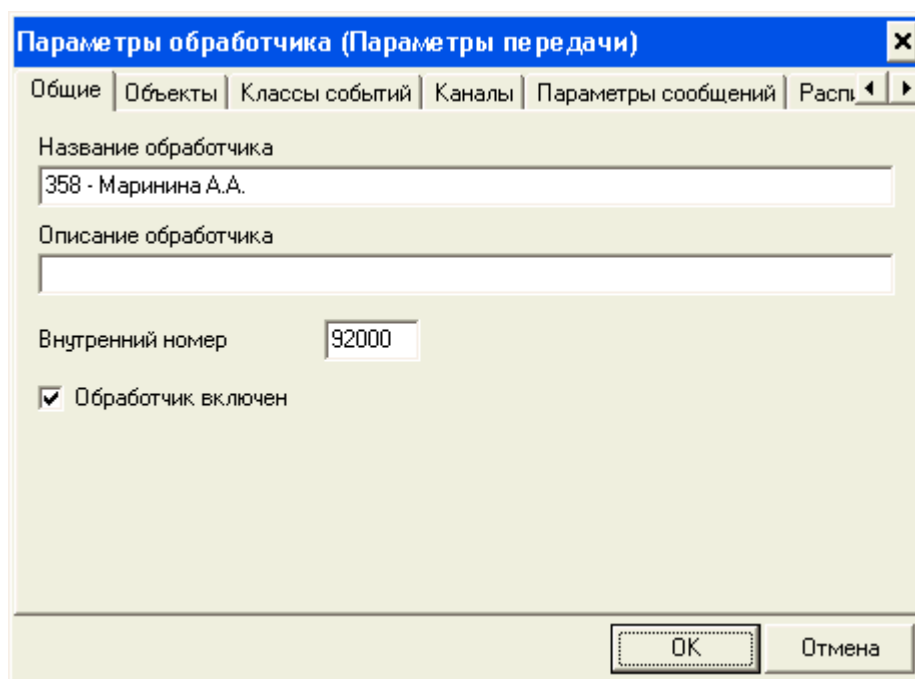 Параметры обработчика (Параметры передачи)
Общие Объекты Классы событий Каналы Параметры сообщений Распи
Название обработчика
358 - Маринина А.А.
Описание обработчика
Внутренний номер 92000
Обработчик включен
OK Отмена